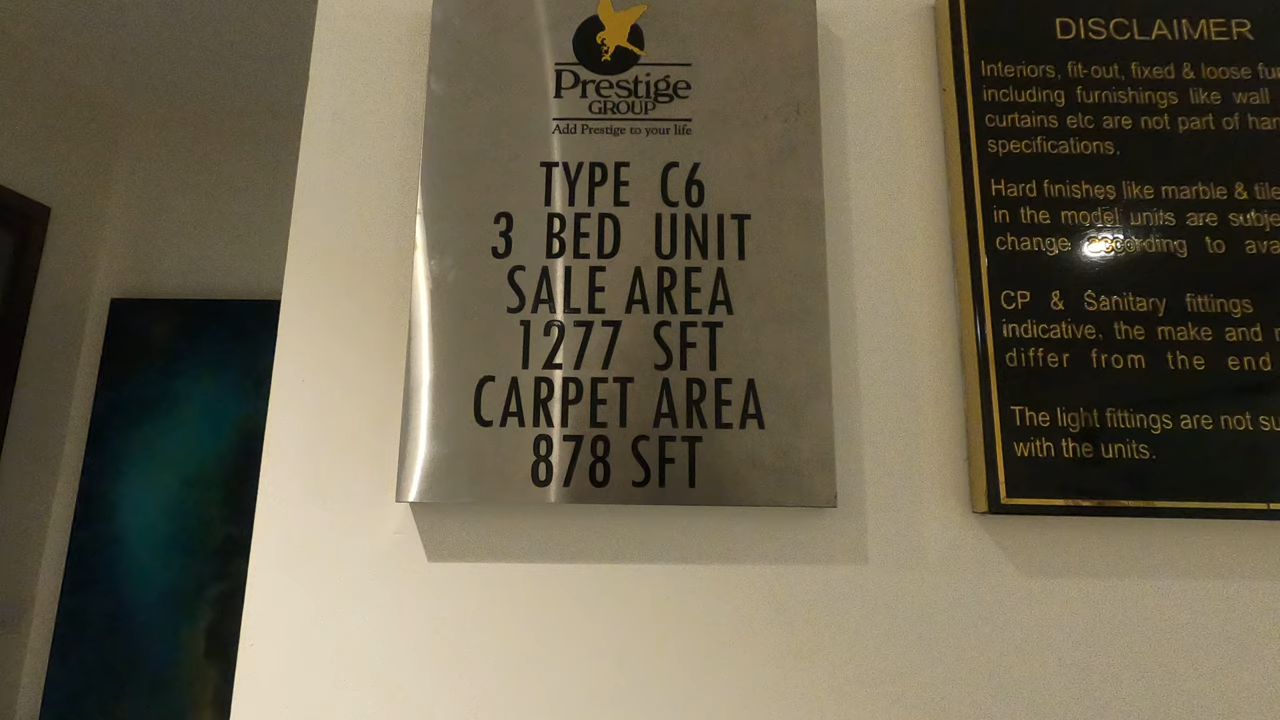 Prestige
GROUP
Add Prestige to your life
TYPE C6
3 BED UNIT
SALE AREA
1277 SFT
CARPET AREA
878 SFT
DISCLAIMER
Interiors, fit-out, fixed & loose
including furnishings like wall
curtains etc are not part of
specifications.
Hard finishes like marble &
in the model units are
change according to
CP & Sanitary fittings
indicative, the make and
differ from the end
The light fittings are not
with the units.